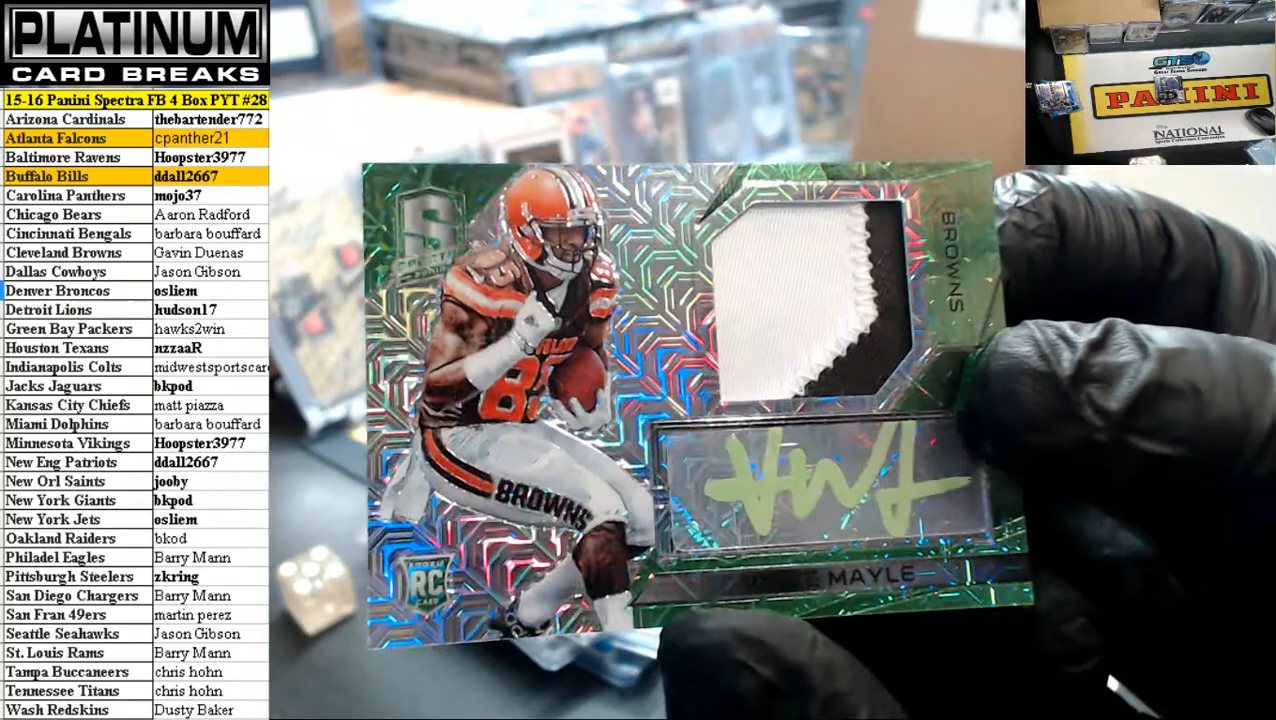 PLATINUM
CARD BREAKS
15-16 Panini Spectra FB 4 Box PYT #28
Arizona Cardinals thebartender772
Atlanta Falcons cpanther21
Baltimore Ravens Hoopster3977
Buffalo Bills ddall2667
Carolina Panthers mojo37
Chicago Bears Aaron Radford
Cincinnati Bengals barbara bouffard
Cleveland Browns Gavin Duenas
Dallas Cowboys Jason Gibson
Denver Broncos osliem
Detroit Lions hudson17
Green Bay Packers hawks2win
Houston Texans nzzaaR
Indianapolis Colts midwestsportscar
Jacks Jaguars bkpod
Kansas City Chiefs matt piazza
Miami Dolphins barbara bouffard
Minnesota Vikings Hoopster3977
New Eng Patriots ddall2667
New Orl Saints jooby
New York Giants bkpod
New York Jets osliem
Oakland Raiders bkod
Philadel Eagles Barry Mann
Pittsburgh Steelers zkring
San Diego Chargers Barry Mann
San Fran 49ers martin perez
Seattle Seahawks Jason Gibson
St. Louis Rams Barry Mann
Tampa Buccaneers chris hohn
Tennessee Titans chris hohn
Wash Redskins Dusty Baker
S
SPECTRA
BROWNS
85
BROWNS
RC
CARD
MAYLE
GTS
PANINI
NATIONAL